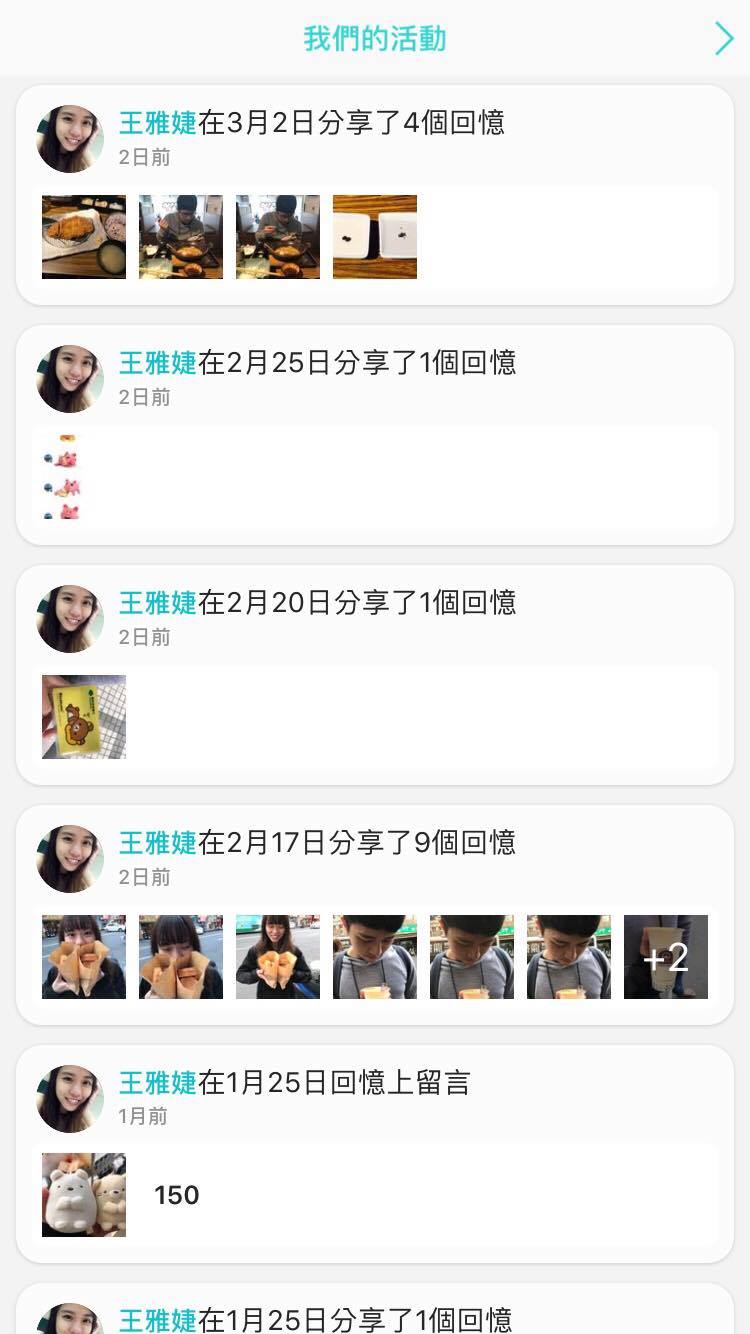 我們的活動
王雅婕在3月2日分享了4個回憶
2日前
王雅婕在2月25日分享了1個回憶
2日前
王雅婕在2月20日分享了1個回憶
2日前
王雅婕在2月17日分享了9個回憶
2日前
+2
王雅婕在1月25日回憶上留言
1月前
150
王雅婕在1月25日分享了1個回憶